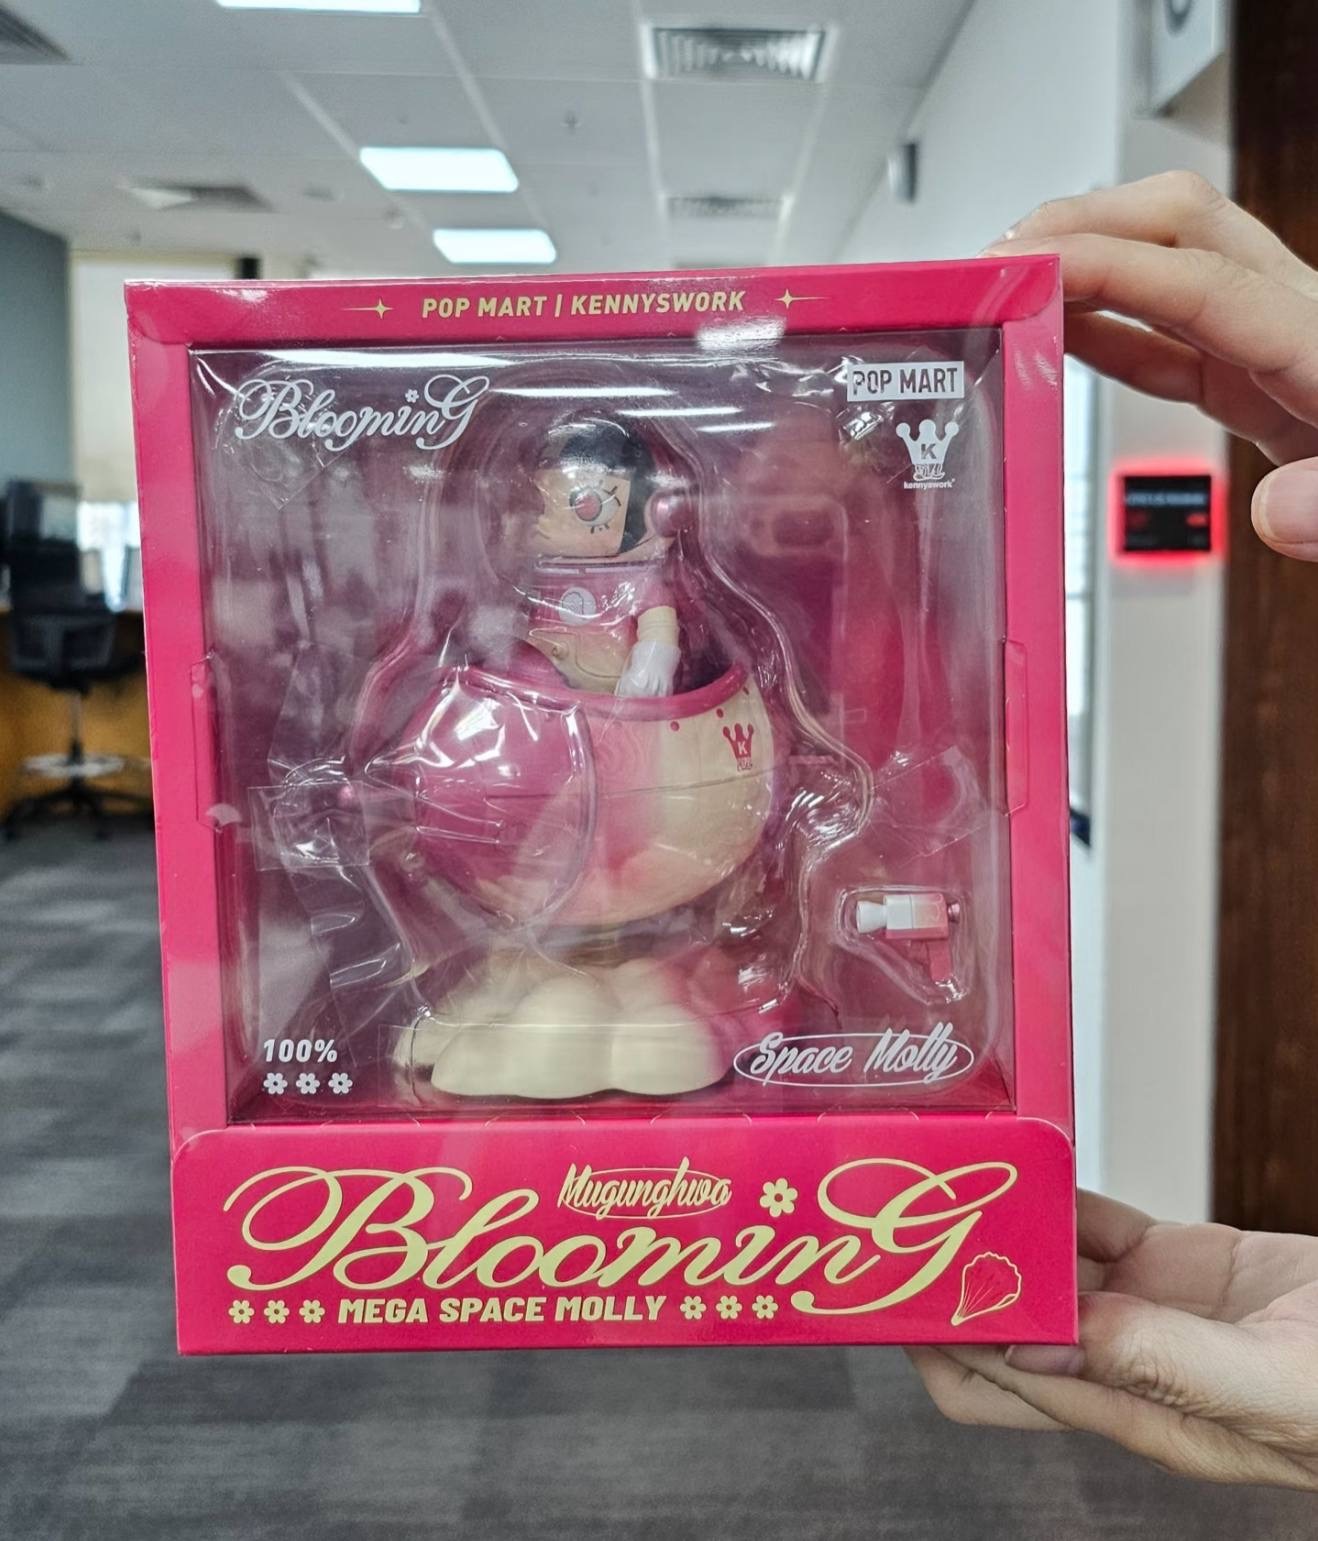 POP MART | KENNYSWORK
BloominG
POP MART
K
kennyswork
K
100%
Space Molly
Mugunghwa
BloominG
MEGA SPACE MOLLY